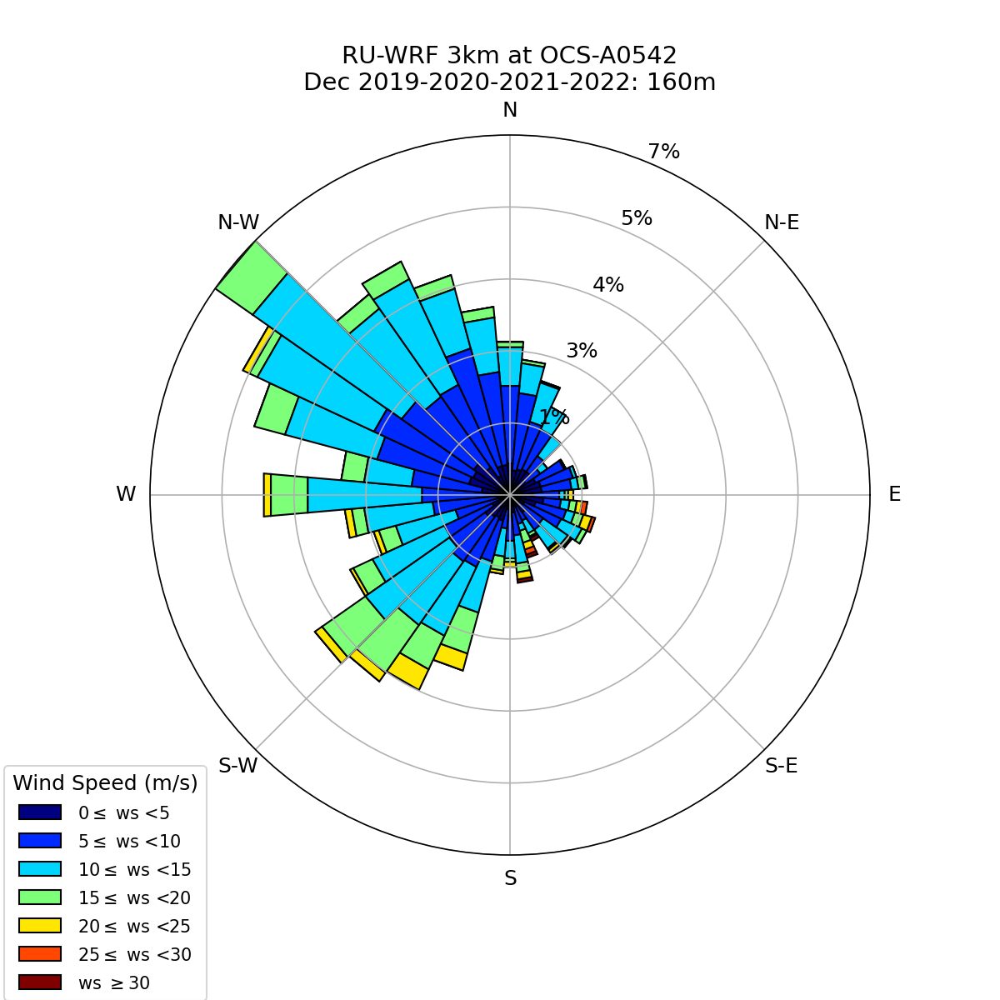 RU-WRF 3km at OCS-A0542
Dec 2019-2020-2021-2022: 160m
N
7%
N-W
5%
N-E
4%
3%
1%
W
E
S-W
S-E
S
Wind Speed (m/s)
0 ≤ ws <5
5 ≤ ws <10
10 ≤ ws <15
15 ≤ ws <20
20 ≤ ws <25
25 ≤ ws <30
ws ≥ 30